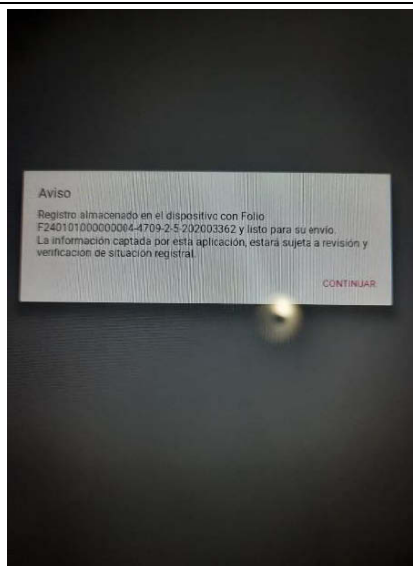 Aviso
Registro almacenado en el dispositivo con Folio
F240101000000004-4709-2-5-202003362 y listo para su envío.
La información captada por esta aplicación, estará sujeta a revisión y
verificación de situación registral.
CONTINUAR